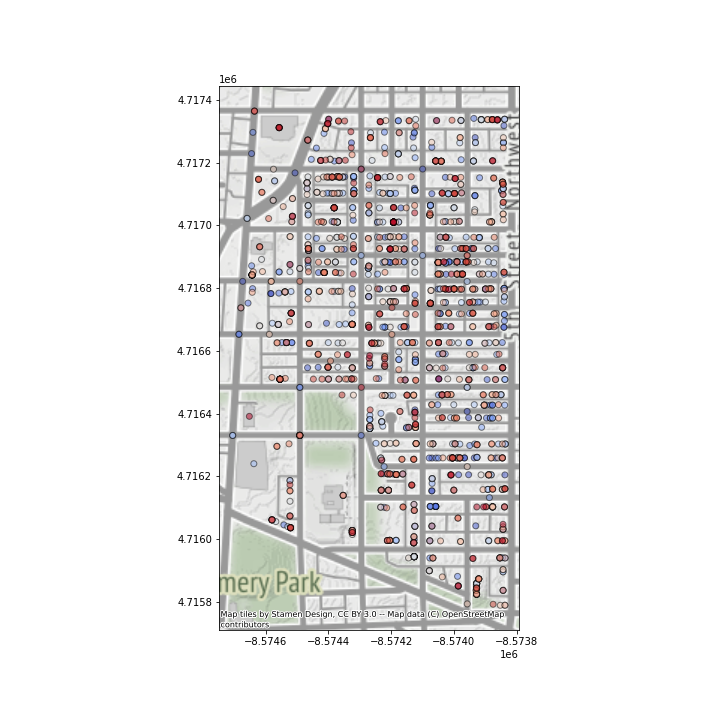 1e6
4.7174
4.7172
4.7170
4.7168
4.7166
4.7164
4.7162
4.7160
4.7158
Street Northwest
mery Park
Map tiles by Stamen Design, CC BY 3.0 -- Map data (C) OpenStreetMap
contributors
−8.5746
−8.5744
−8.5742
−8.5740
−8.5738
1e6